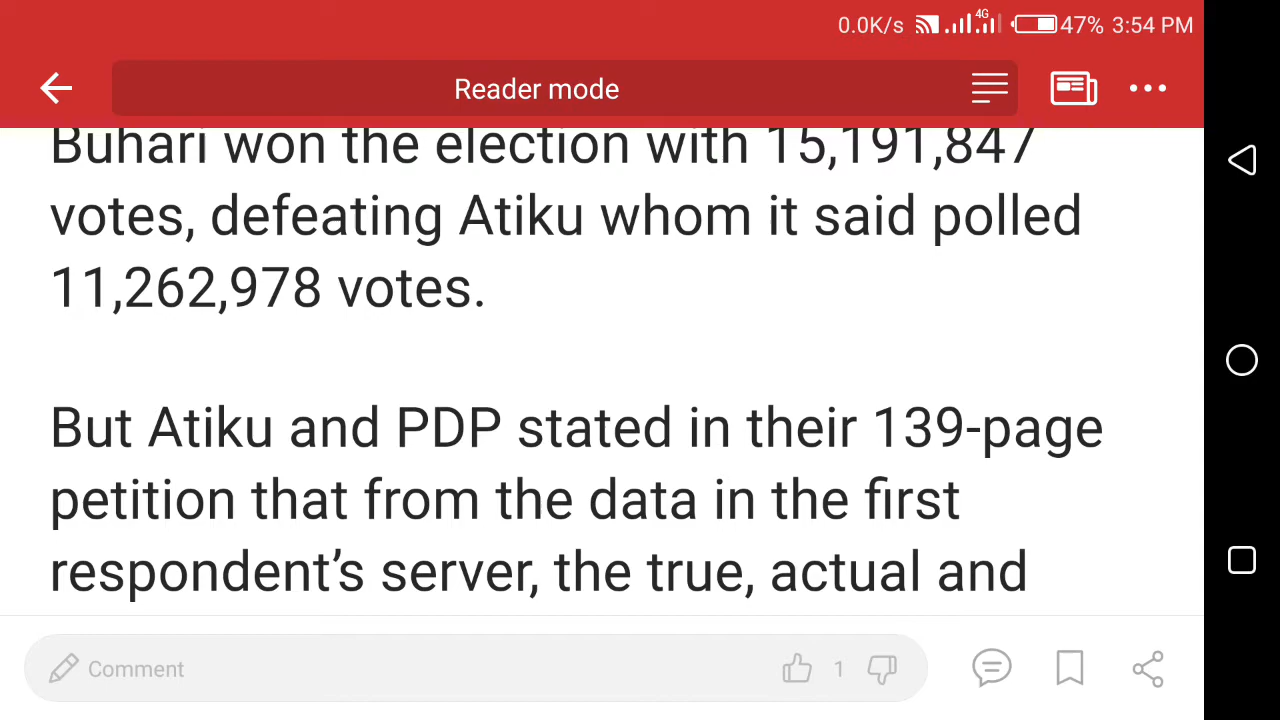 0.0K/s 4G 47% 3:54 PM
Reader mode
Buhari won the election with 15,191,847
votes, defeating Atiku whom it said polled
11,262,978 votes.
But Atiku and PDP stated in their 139-page
petition that from the data in the first
respondent’s server, the true, actual and
Comment 1